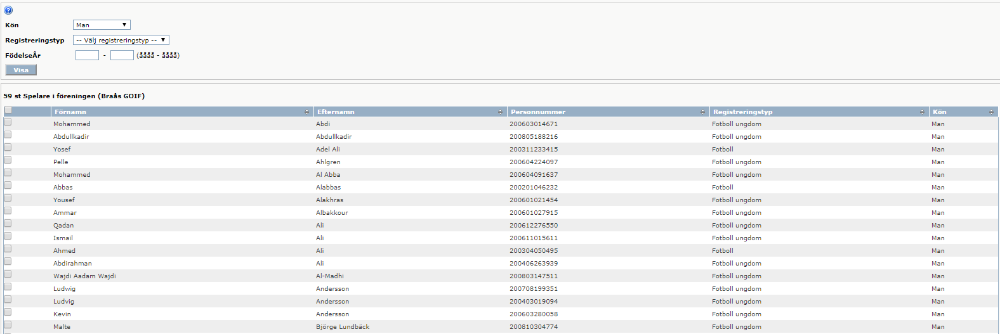 Kön Man
Registreringstyp -- Välj registreringstyp --
FödelseÅr - (åååå - åååå)
Visa
59 st Spelare i föreningen (Braås GOIF)
Förnamn Efternamn Personnummer Registreringstyp Kön
Mohammed Abdi 200603014671 Fotboll ungdom Man
Abdullkadir Abdullkadir 200805188216 Fotboll ungdom Man
Yosef Adel Ali 200311233415 Fotboll Man
Pelle Ahlgren 200604224097 Fotboll ungdom Man
Mohammed Al Abba 200604091637 Fotboll ungdom Man
Abbas Alabbas 200201046232 Fotboll Man
Yousef Alakhras 200601021454 Fotboll ungdom Man
Ammar Albakkour 200601027915 Fotboll ungdom Man
Qadan Ali 200612276550 Fotboll ungdom Man
Ismail Ali 200611015611 Fotboll ungdom Man
Ahmed Ali 200304050495 Fotboll Man
Abdirahman Ali 200406263939 Fotboll ungdom Man
Wajdi Aadam Wajdi Al-Madhi 200803147511 Fotboll ungdom Man
Ludwig Andersson 200708199351 Fotboll ungdom Man
Ludvig Andersson 200403019094 Fotboll ungdom Man
Kevin Andersson 200603280058 Fotboll ungdom Man
Malte Björge Lundbäck 200810304774 Fotboll ungdom Man